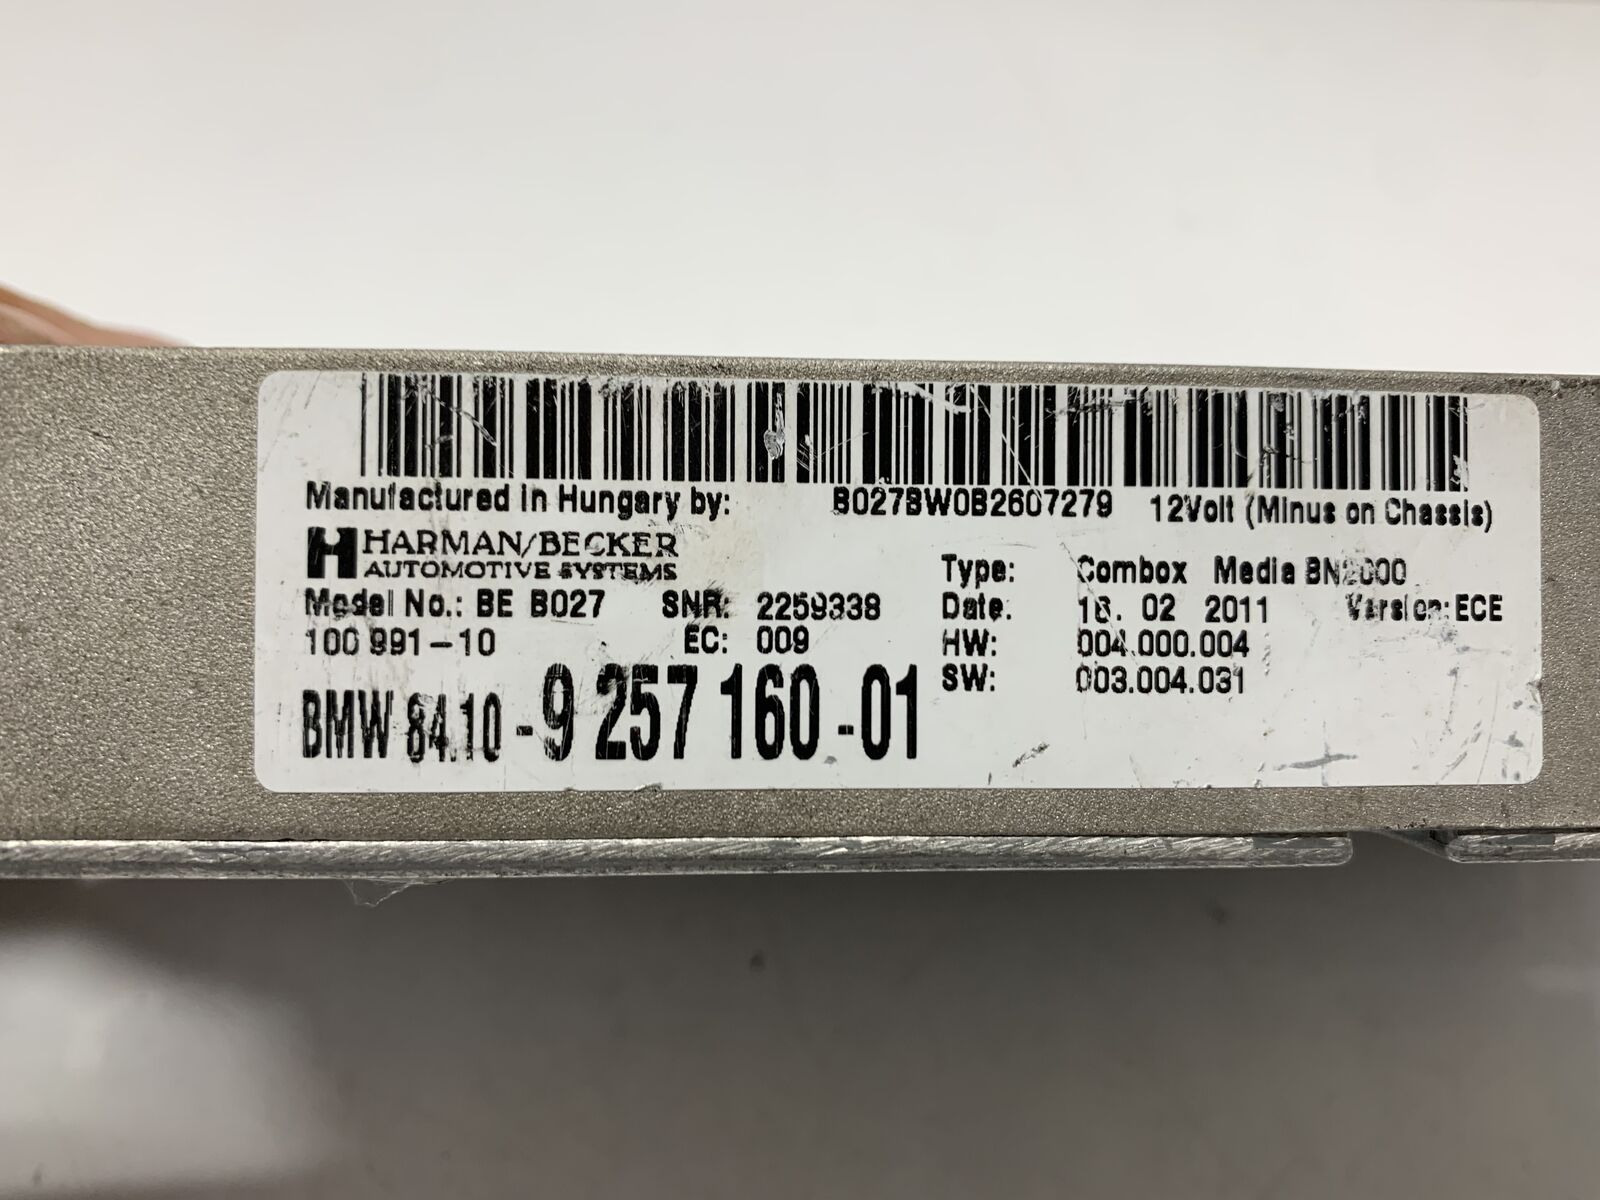 Manufactured in Hungary by: B027BW0B2607279 12Volt (Minus on Chassis)
HARMAN/BECKER
AUTOMOTIVE SYSTEMS
Type: Combox Media BN2000
Model No.: BE B027 SNR: 2259338 Date: 02 2011 Version: ECE
100 991-10 EC: 009 HW: 004.000.004
SW: 003.004.031
BMW 84.10 -9 257 160 -01